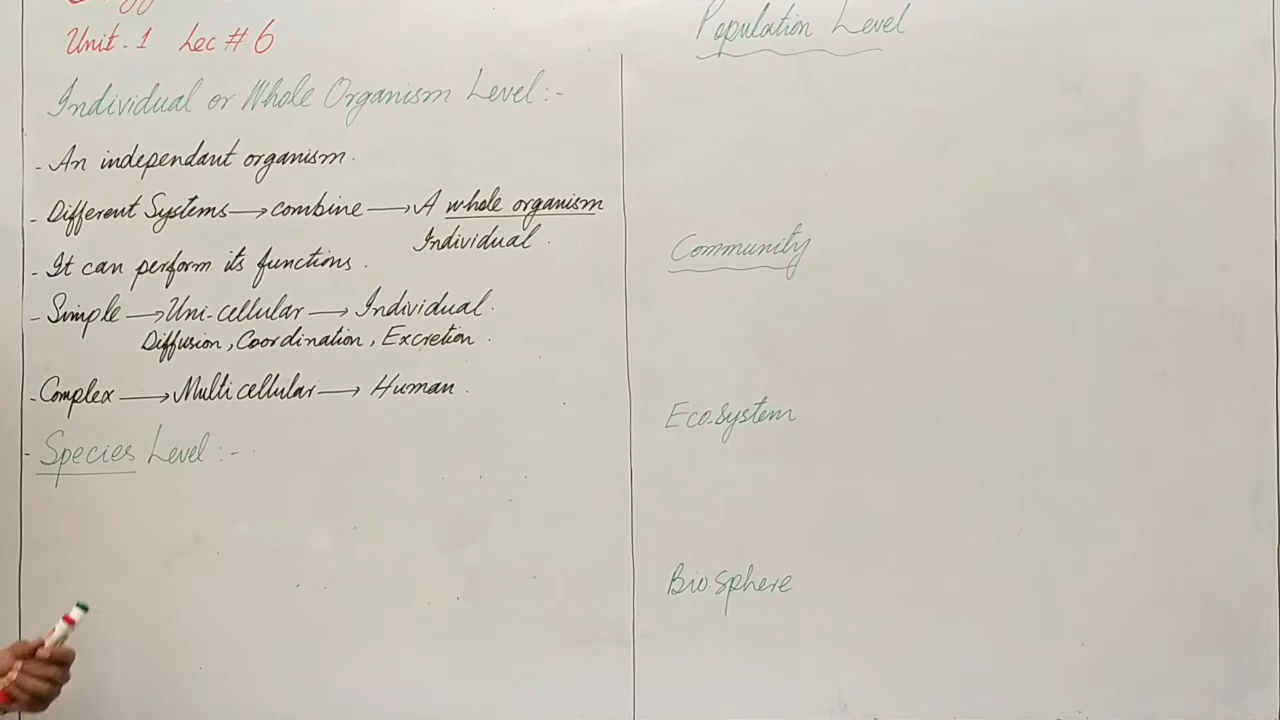 Unit-1 Lec # 6
Individual or Whole Organism Level:-
- An independant organism.
- Different Systems → combine → A whole organism
Individual.
- It can perform its functions.
- Simple → Uni-cellular → Individual.
Diffusion, Coordination, Excretion.
- Complex → Multicellular → Human.
- Species Level:-
Population Level
Community
Eco.System
Bio.sphere